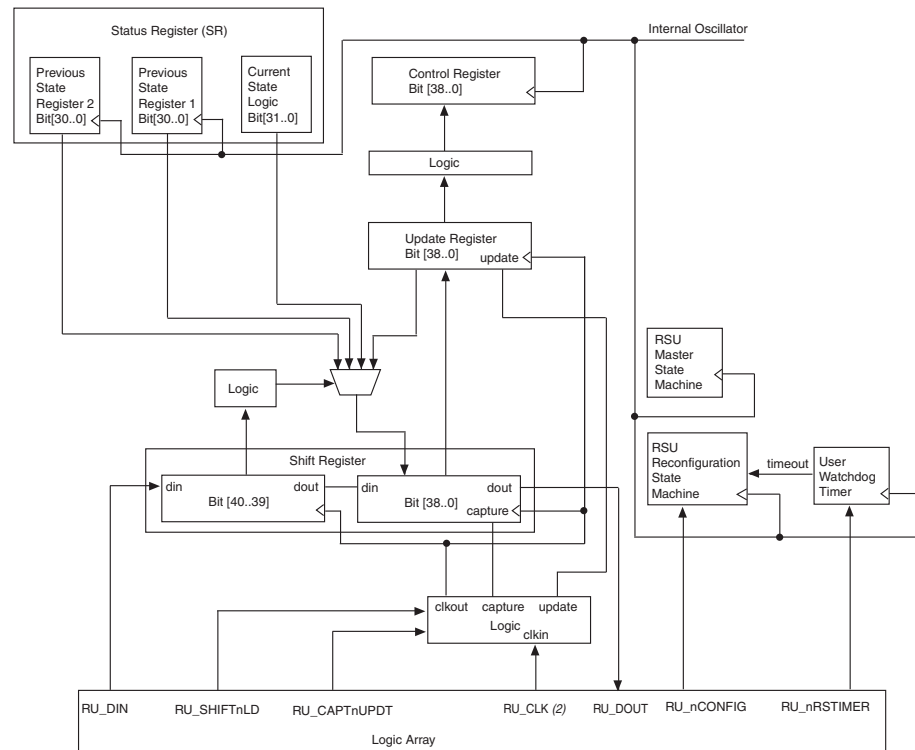 Status Register (SR)
Internal Oscillator
Previous
State
Register 2
Bit[30..0]
Previous
State
Register 1
Bit[30..0]
Current
State
Logic
Bit[31..0]
Control Register
Bit [38..0]
Logic
Update Register
Bit [38..0]
update
RSU
Master
State
Machine
Logic
Shift Register
din
dout
Bit [40..39]
din
dout
Bit [38..0]
capture
RSU
Reconfiguration
State
Machine
timeout
User
Watchdog
Timer
clkout
capture
update
Logic
clkin
RU_DIN
RU_SHIFTnLD
RU_CAPTnUPDT
RU_CLK (2)
RU_DOUT
RU_nCONFIG
RU_nRSTIMER
Logic Array